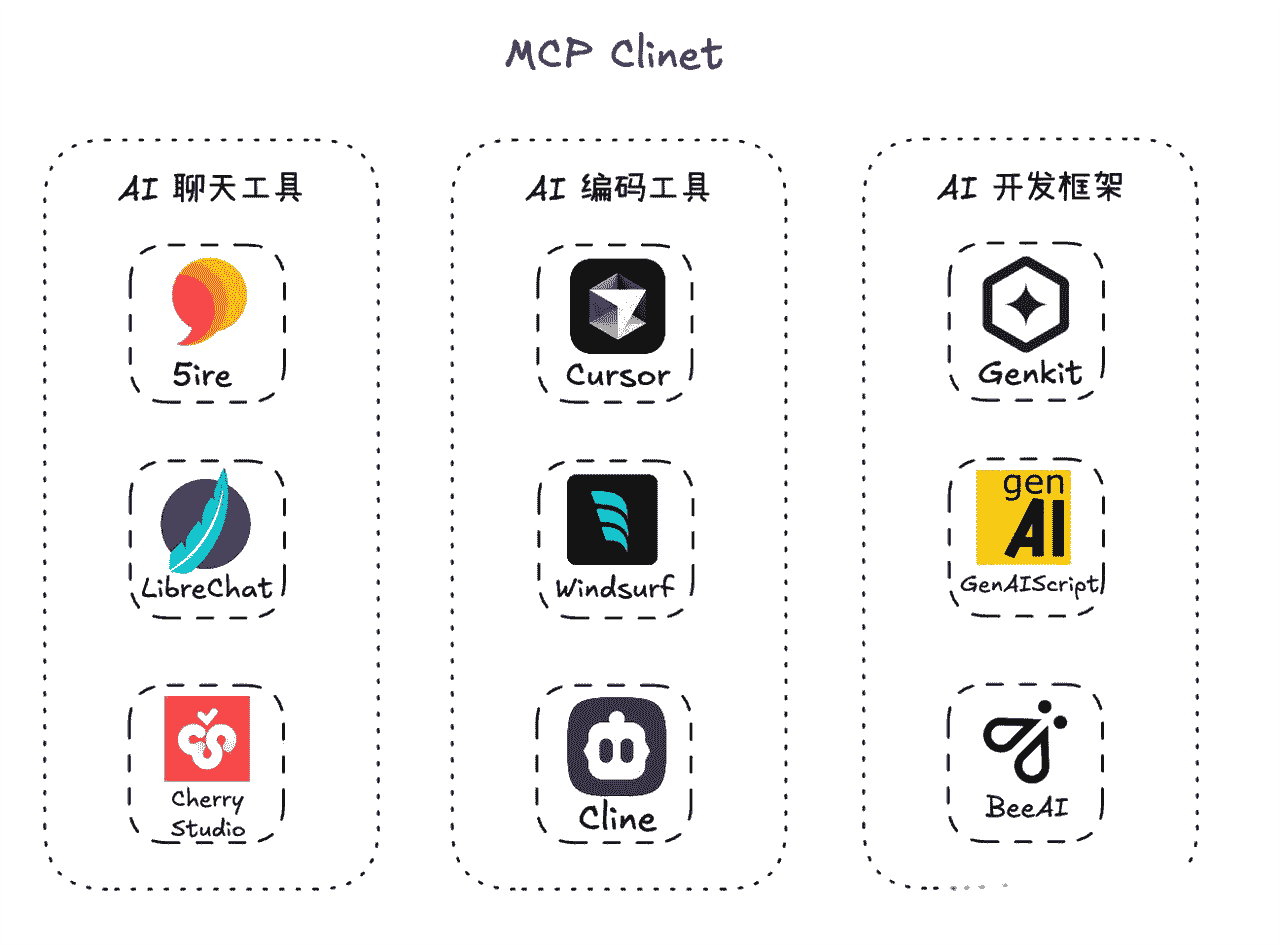 MCP Clinet
AI 聊天工具
5ire
LibreChat
Cherry
Studio
AI 编码工具
Cursor
Windsurf
Cline
AI 开发框架
Genkit
gen
AI
GenAIScript
BeeAI